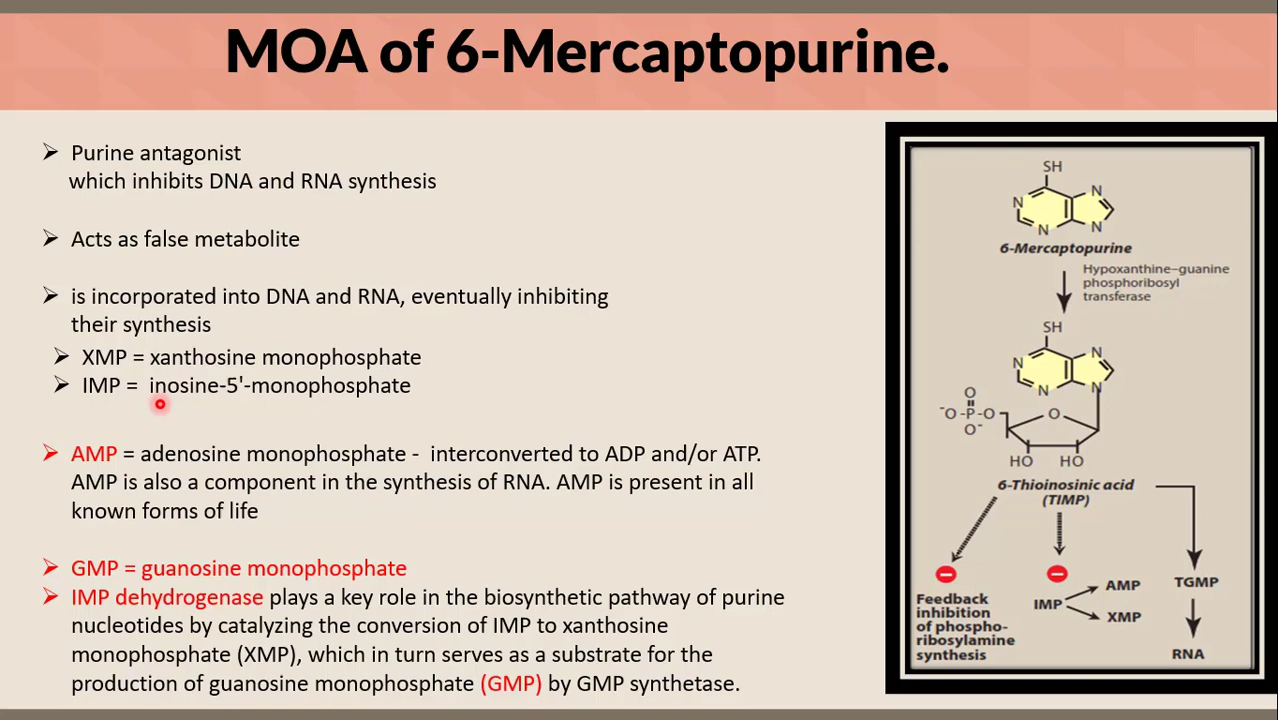 MOA of 6-Mercaptopurine.
➢ Purine antagonist
which inhibits DNA and RNA synthesis
➢ Acts as false metabolite
➢ is incorporated into DNA and RNA, eventually inhibiting
their synthesis
➢ XMP = xanthosine monophosphate
➢ IMP = inosine-5'-monophosphate
➢ AMP = adenosine monophosphate - interconverted to ADP and/or ATP.
AMP is also a component in the synthesis of RNA. AMP is present in all
known forms of life
➢ GMP = guanosine monophosphate
➢ IMP dehydrogenase plays a key role in the biosynthetic pathway of purine
nucleotides by catalyzing the conversion of IMP to xanthosine
monophosphate (XMP), which in turn serves as a substrate for the
production of guanosine monophosphate (GMP) by GMP synthetase.
SH
N
N
N
N
6-Mercaptopurine
Hypoxanthine–guanine
phosphoribosyl
transferase
SH
N
N
N
N
O
⁻O-P-O
O⁻
O
HO HO
6-Thioinosinic acid
(TIMP)
Feedback
inhibition
of phospho-
ribosylamine
synthesis
IMP
AMP
XMP
TGMP
RNA